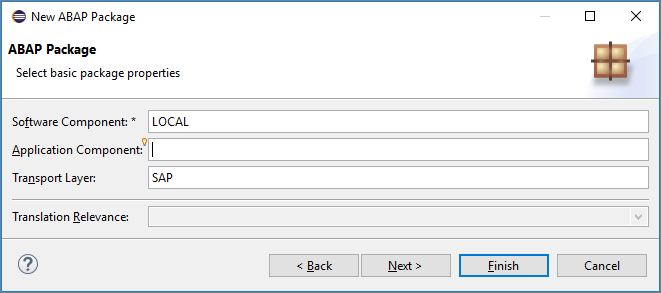 New ABAP Package
ABAP Package
Select basic package properties
Software Component: * LOCAL
Application Component:
Transport Layer: SAP
Translation Relevance:
? < Back Next > Finish Cancel